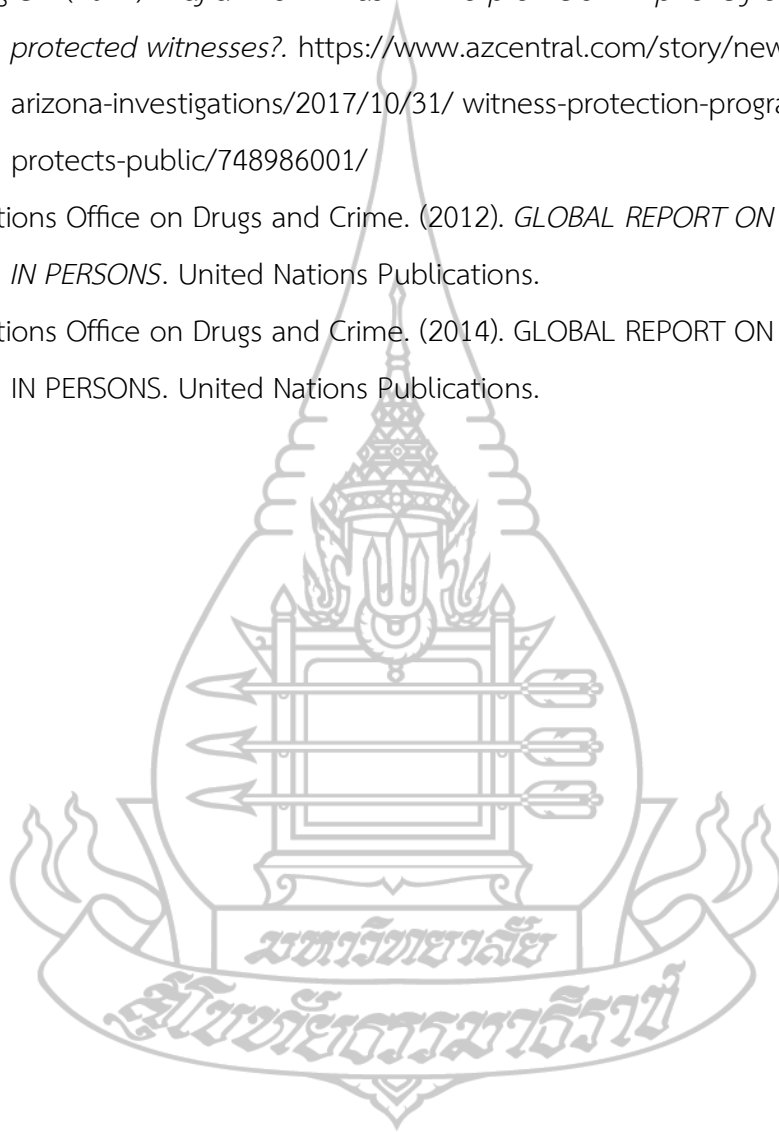 protected witnesses?. https://www.azcentral.com/story/new
arizona-investigations/2017/10/31/ witness-protection-progra
protects-public/748986001/
tions Office on Drugs and Crime. (2012). GLOBAL REPORT ON
IN PERSONS. United Nations Publications.
tions Office on Drugs and Crime. (2014). GLOBAL REPORT ON
IN PERSONS. United Nations Publications.
มหาวิทยาลัย
สุโขทัยธรรมาธิราช